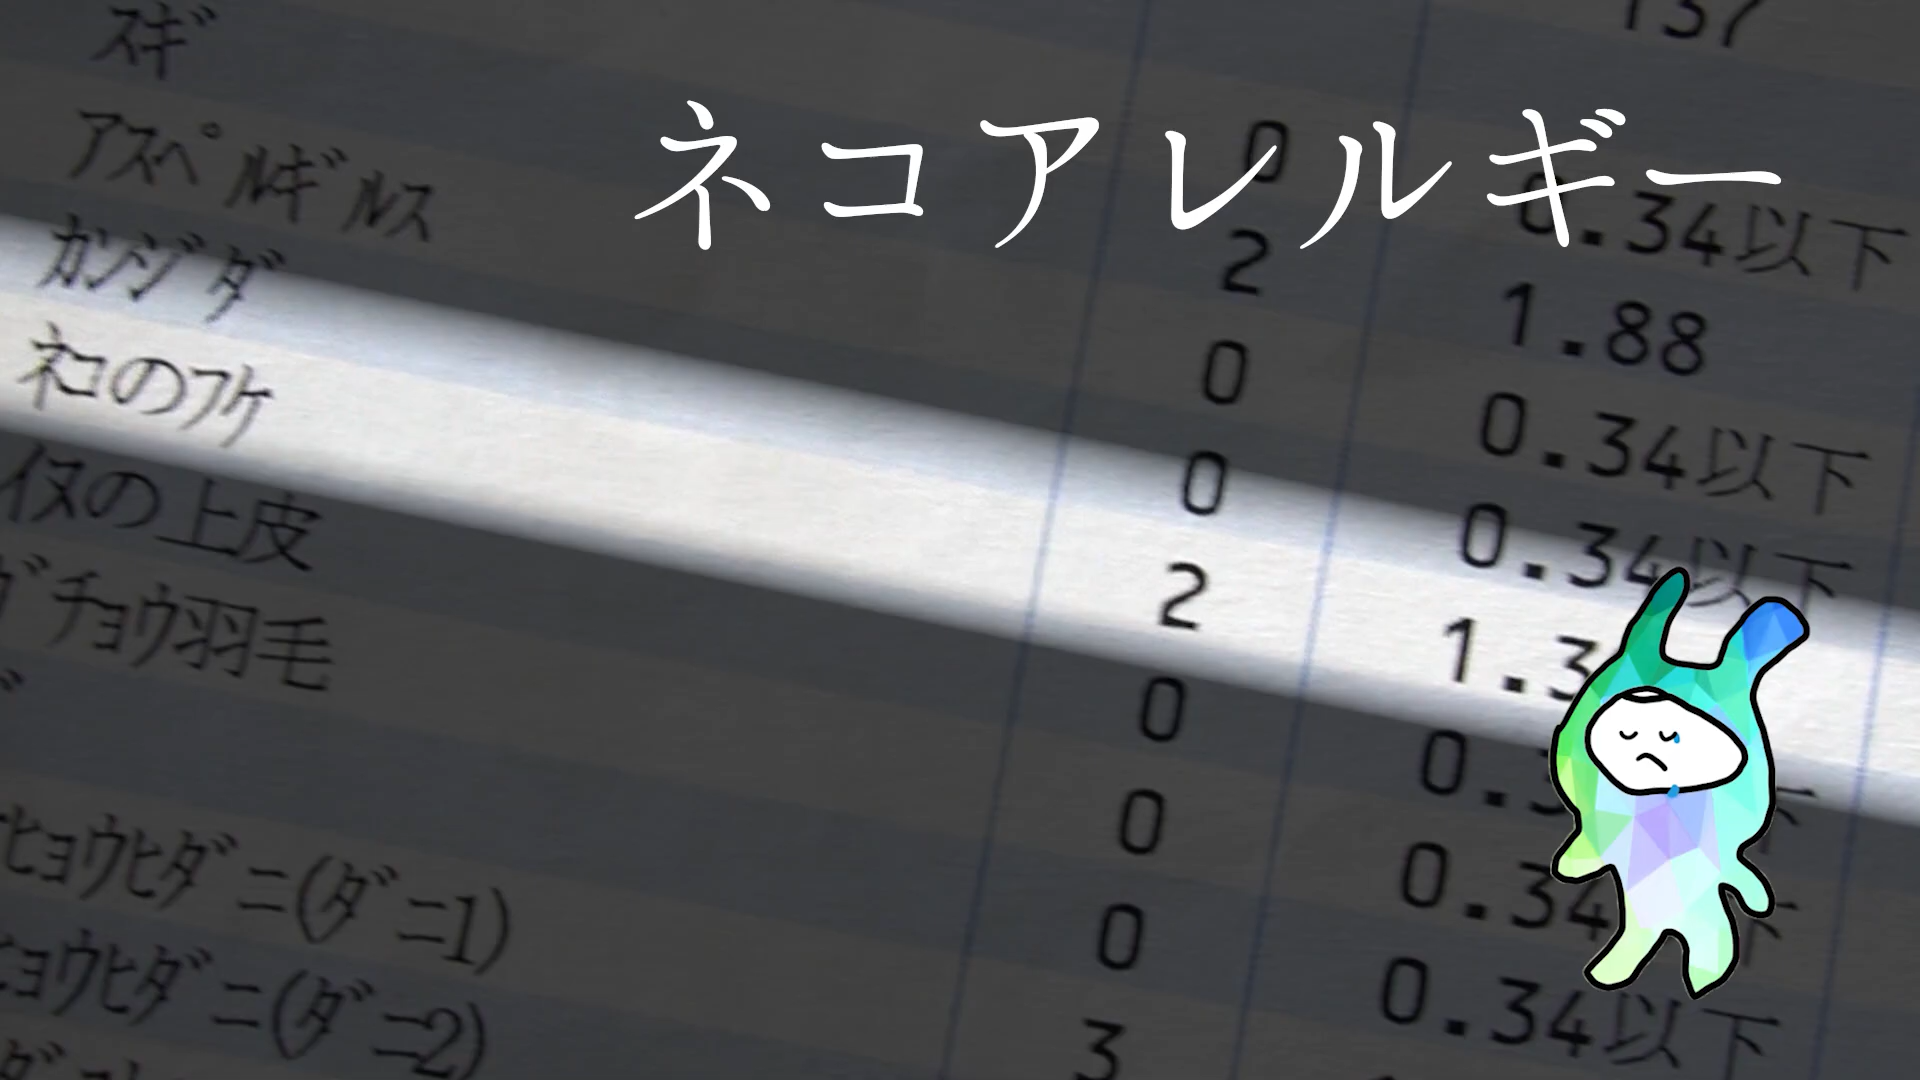 137
ネコアレルギー
0 0.34以下
ｽｷﾞ 2 1.88
ｱｽﾍﾟﾙｷﾞﾙｽ 0 0.34以下
ｶﾝｼﾞﾀﾞ 0 0.34以下
ﾈｺのﾌｹ 2 1.3
ｲﾇの上皮 0 0.3
ｶﾞﾁｮｳ羽毛 0 0.34 下
0 0.34以下
ﾋｮｳﾋﾀﾞﾆ(ﾀﾞﾆ1) 3
ﾋｮｳﾋﾀﾞﾆ(ﾀﾞﾆ2)